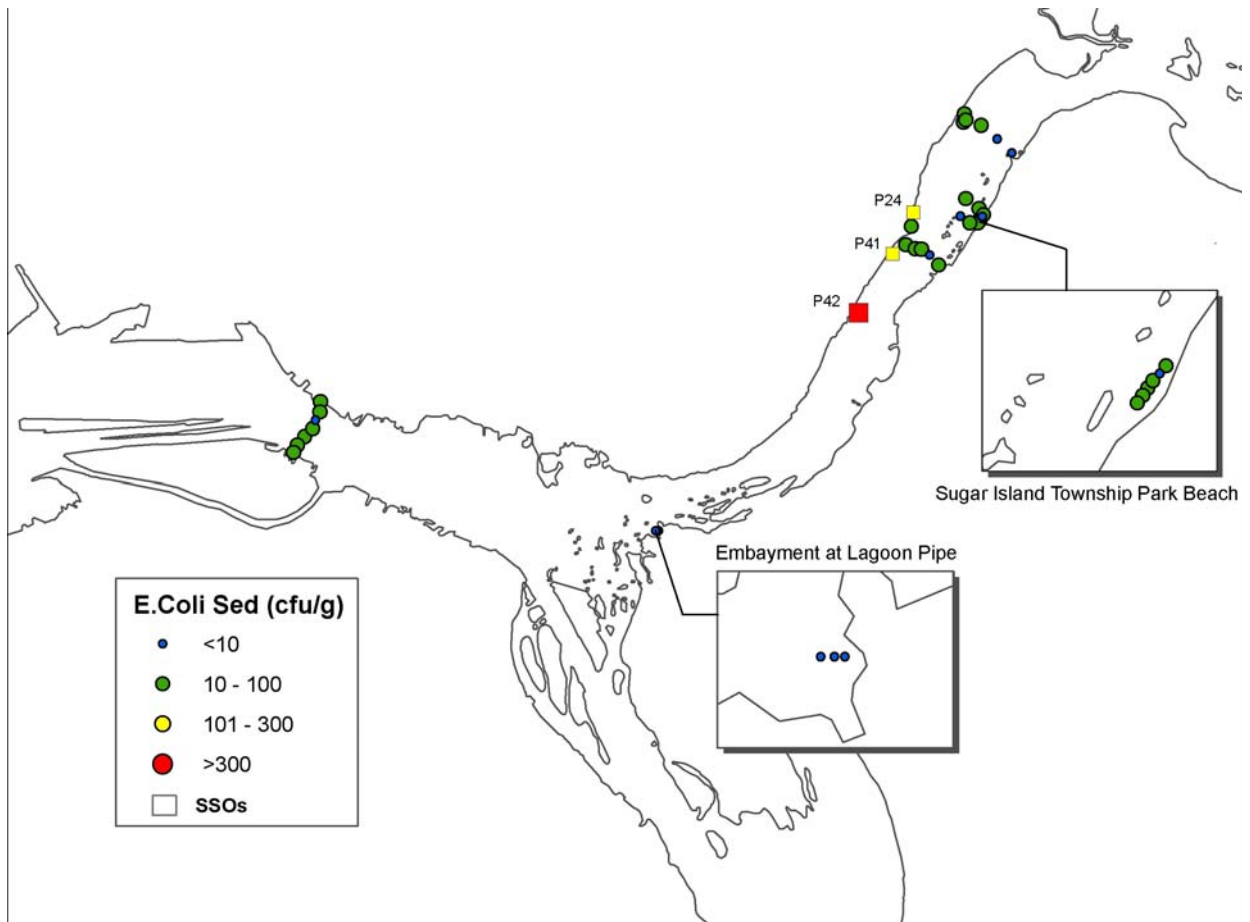 P24
P41
P42
Sugar Island Township Park Beach
Embayment at Lagoon Pipe
E.Coli Sed (cfu/g)
<10
10 - 100
101 - 300
>300
SSOs